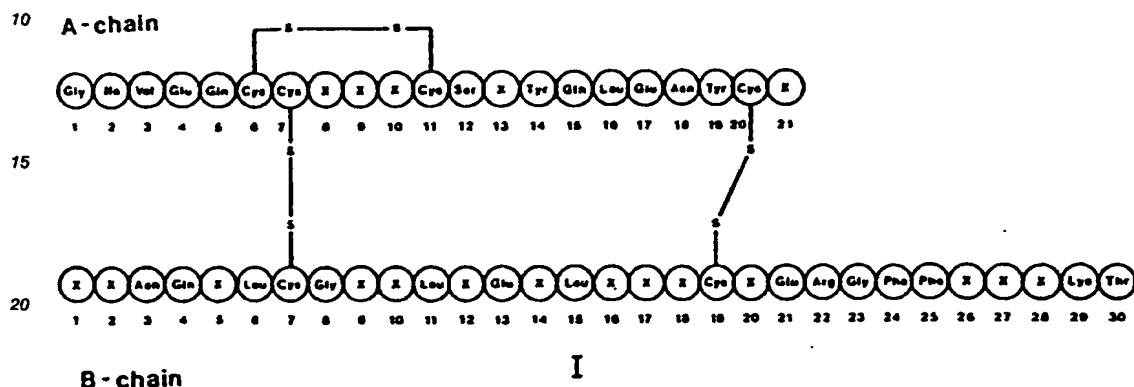 10
A-chain
S S
Gly Ile Val Glu Gln Cys Cys X X X Cys Ser X Tyr Gln Leu Glu Asn Tyr Cys X
1 2 3 4 5 6 7 8 9 10 11 12 13 14 15 16 17 18 19 20 21
15
S S
S S
X X Asn Gln X Leu Cys Gly X X Leu X Glu X Leu X X X Cys X Glu Arg Gly Phe Phe X X X Lys Thr
20
1 2 3 4 5 6 7 8 9 10 11 12 13 14 15 16 17 18 19 20 21 22 23 24 25 26 27 28 29 30
B-chain
I